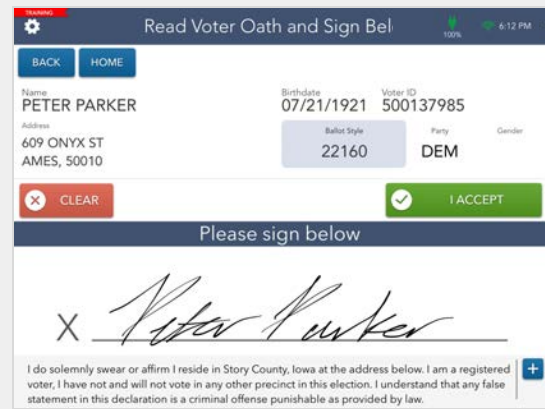 TRAINING
Read Voter Oath and Sign Bel
100%
6:12 PM
BACK
HOME
Name
PETER PARKER
Birthdate
07/21/1921
Voter ID
500137985
Address
609 ONYX ST
AMES, 50010
Ballot Style
22160
Party
DEM
Gender
CLEAR
I ACCEPT
Please sign below
X Peter Parker
I do solemnly swear or affirm I reside in Story County, Iowa at the address below. I am a registered
voter, I have not and will not vote in any other precinct in this election. I understand that any false
statement in this declaration is a criminal offense punishable as provided by law.